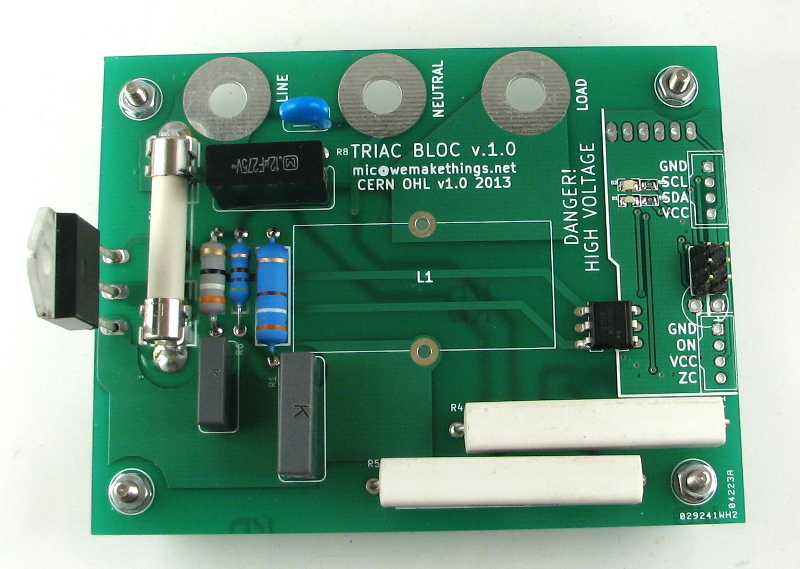 LINE
NEUTRAL
LOAD
R8
TRIAC BLOC v.1.0
mic@wemakethings.net
CERN OHL v1.0 2013
DANGER!
HIGH VOLTAGE
.12µF275V~
GND
SCL
SDA
VCC
L1
GND
ON
VCC
ZC
K
R4
R5
04223A
029241WH2